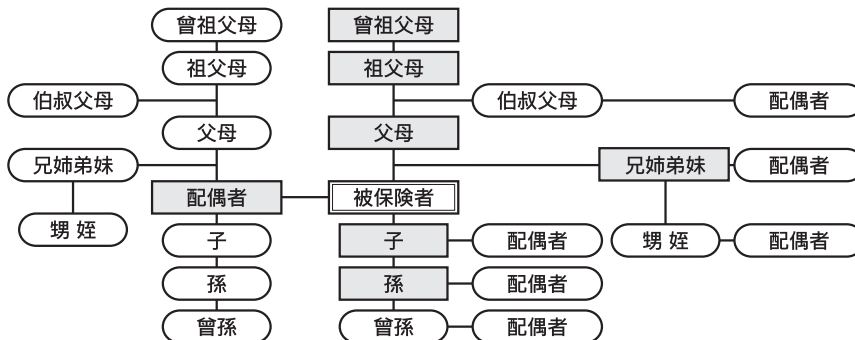 曾祖父母 曾祖父母
祖父母 祖父母
伯叔父母 伯叔父母 配偶者
父母 父母
兄姉弟妹 兄姉弟妹 配偶者
配偶者 被保険者
甥 姪 子 子 配偶者 甥 姪 配偶者
孫 孫 配偶者
曾孫 曾孫 配偶者